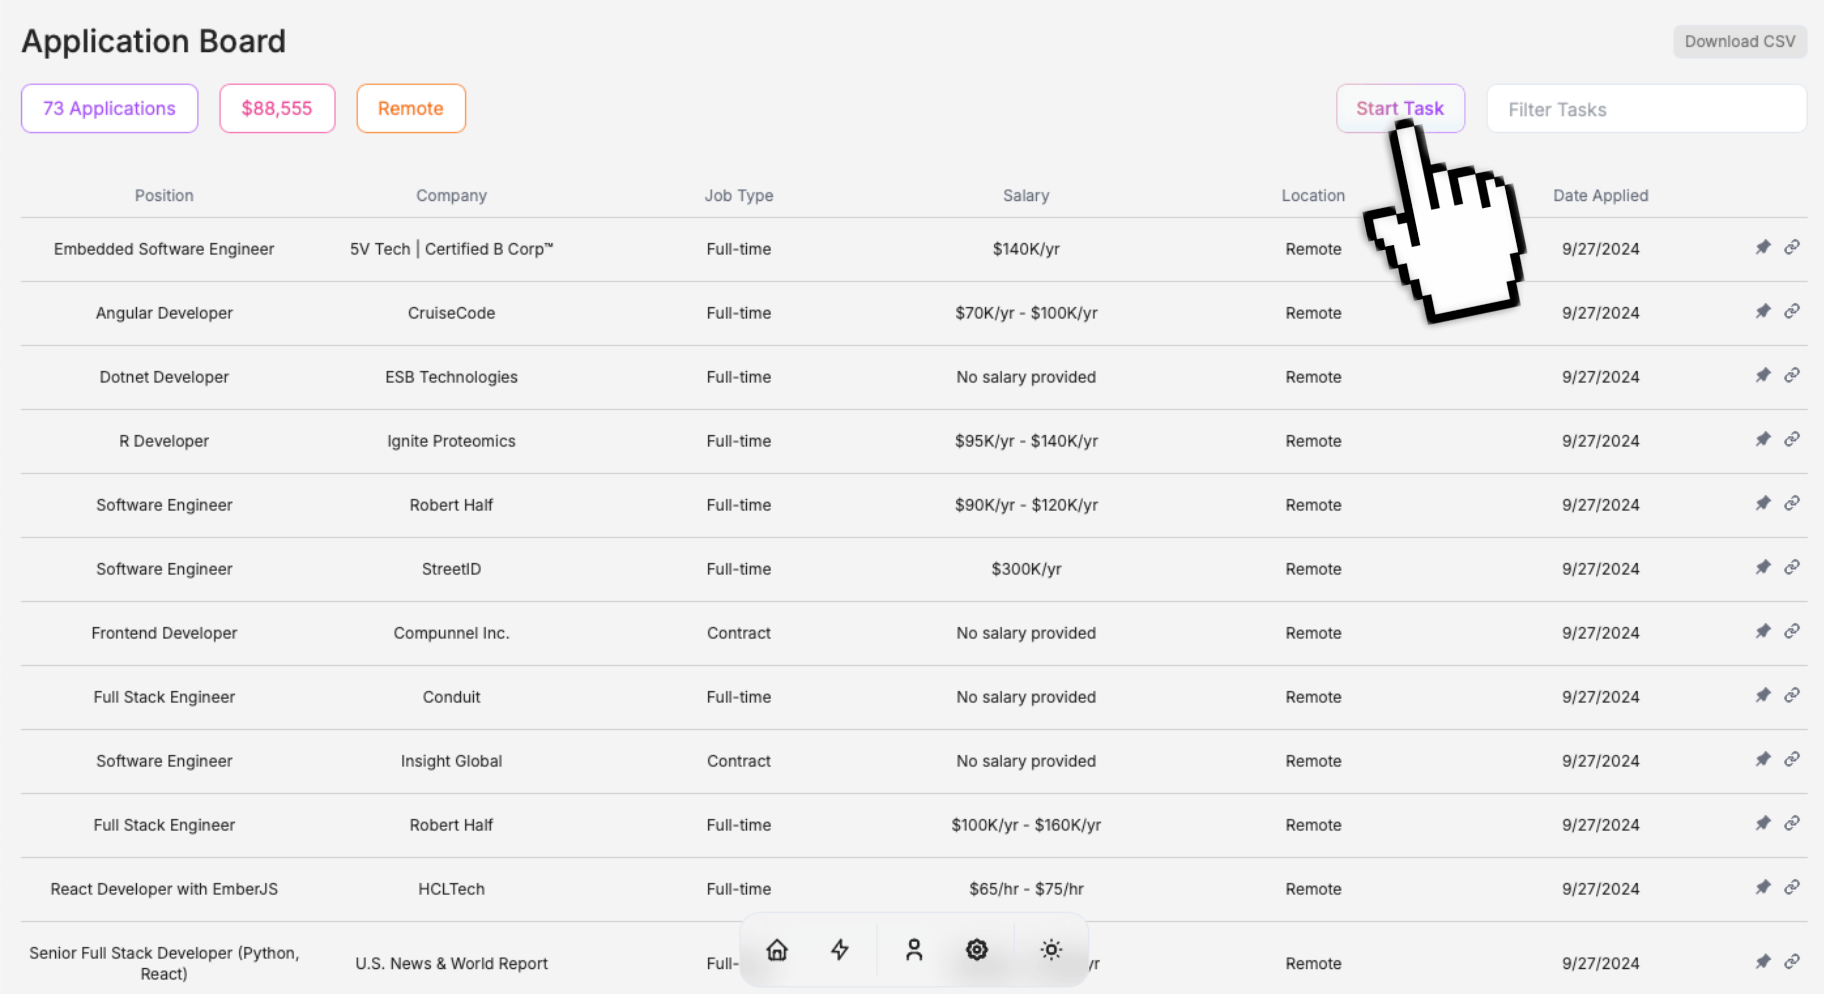 Application Board
Download CSV
73 Applications $88,555 Remote Start Task Filter Tasks
Position Company Job Type Salary Location Date Applied
Embedded Software Engineer 5V Tech | Certified B Corp™ Full-time $140K/yr Remote 9/27/2024
Angular Developer CruiseCode Full-time $70K/yr - $100K/yr Remote 9/27/2024
Dotnet Developer ESB Technologies Full-time No salary provided Remote 9/27/2024
R Developer Ignite Proteomics Full-time $95K/yr - $140K/yr Remote 9/27/2024
Software Engineer Robert Half Full-time $90K/yr - $120K/yr Remote 9/27/2024
Software Engineer StreetID Full-time $300K/yr Remote 9/27/2024
Frontend Developer Compunnel Inc. Contract No salary provided Remote 9/27/2024
Full Stack Engineer Conduit Full-time No salary provided Remote 9/27/2024
Software Engineer Insight Global Contract No salary provided Remote 9/27/2024
Full Stack Engineer Robert Half Full-time $100K/yr - $160K/yr Remote 9/27/2024
React Developer with EmberJS HCLTech Full-time $65/hr - $75/hr Remote 9/27/2024
Senior Full Stack Developer (Python,
React) U.S. News & World Report Full- Remote 9/27/2024